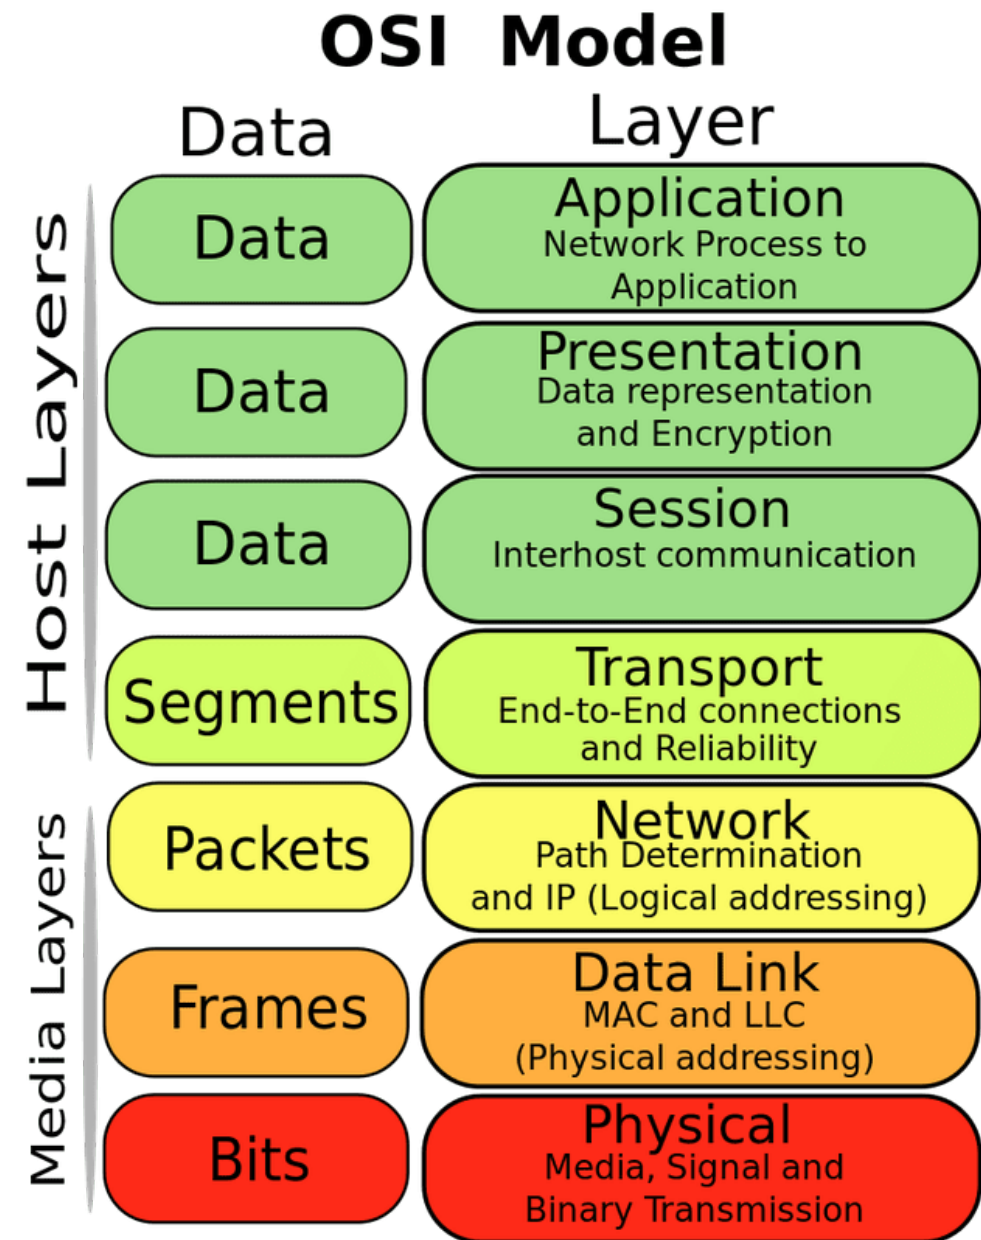 OSI Model
Data
Layer
Host Layers
Data
Application
Network Process to
Application
Data
Presentation
Data representation
and Encryption
Data
Session
Interhost communication
Segments
Transport
End-to-End connections
and Reliability
Media Layers
Packets
Network
Path Determination
and IP (Logical addressing)
Frames
Data Link
MAC and LLC
(Physical addressing)
Bits
Physical
Media, Signal and
Binary Transmission